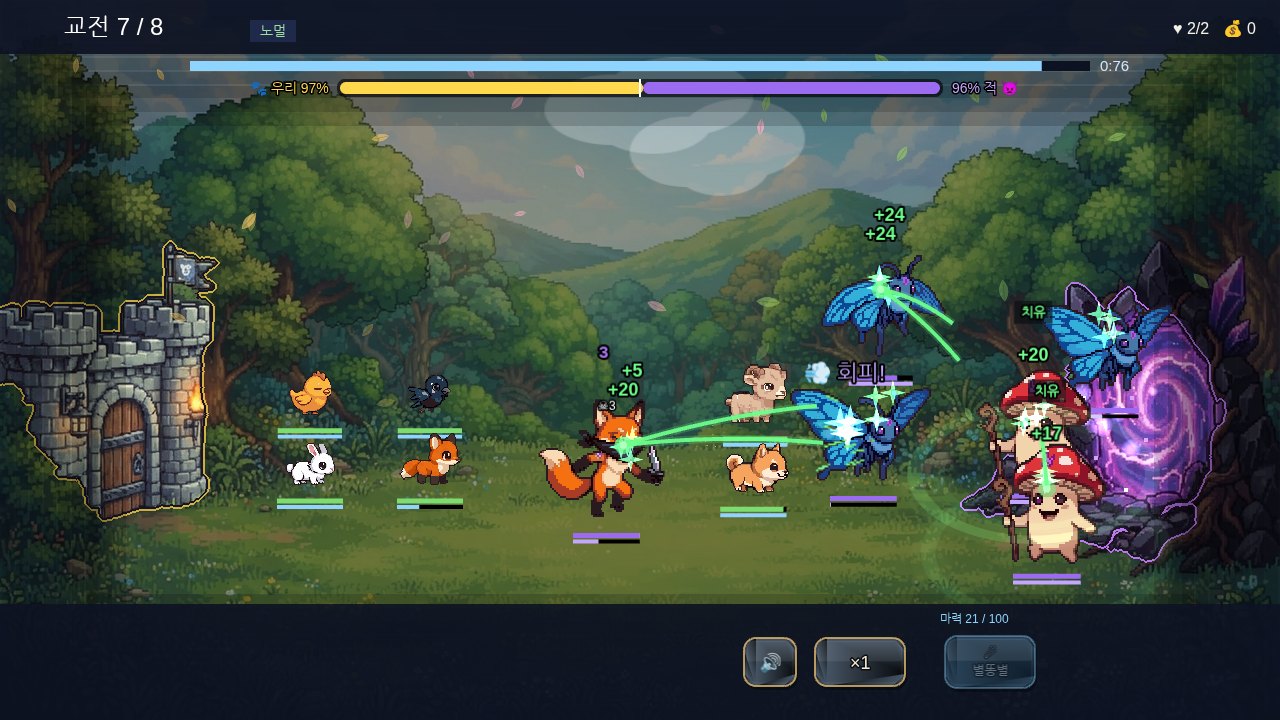 교전 7 / 8
노멀
♥ 2/2 💰 0
0:76
🐾 우리 97%
96% 적 😈
+24
+24
치유
+20
3
+5
+20
회피!
치유
+17
×1
마력 21 / 100
별똥별